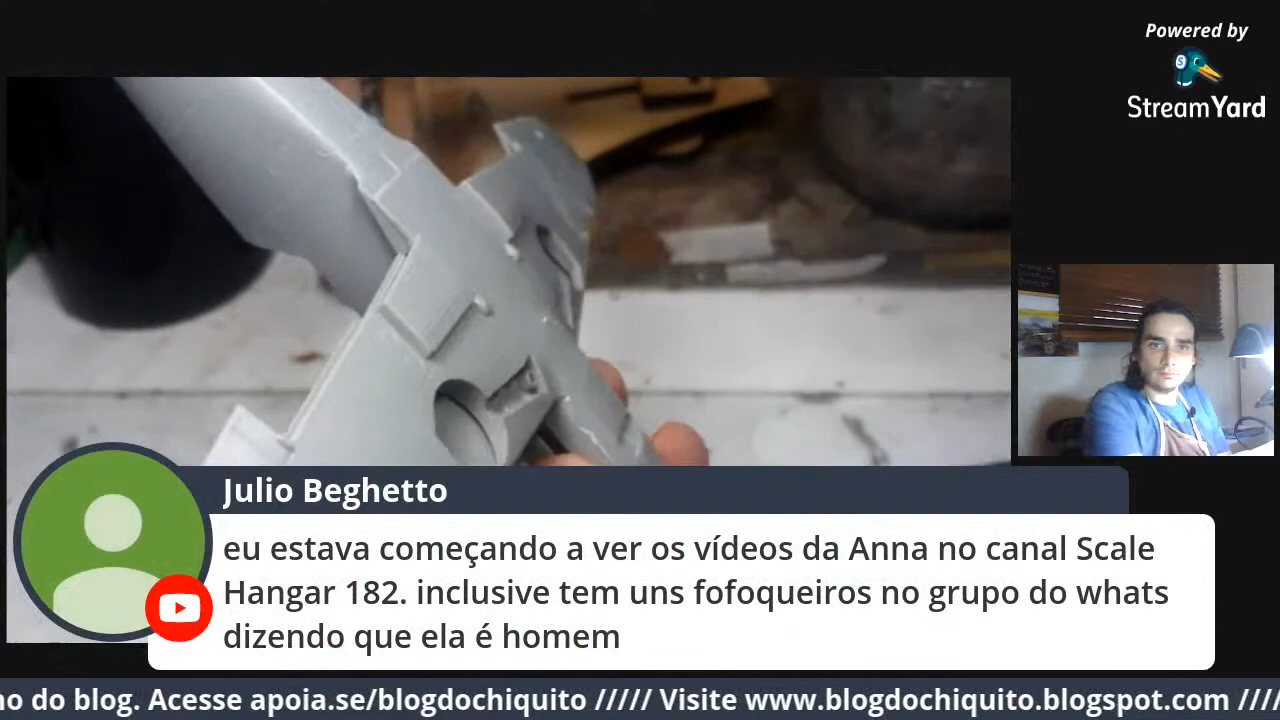 Powered by
StreamYard
Julio Beghetto
eu estava começando a ver os vídeos da Anna no canal Scale
Hangar 182. inclusive tem uns fofoqueiros no grupo do whats
dizendo que ela é homem
do blog. Acesse apoia.se/blogdochiquito ///// Visite www.blogdochiquito.blogspot.com ////